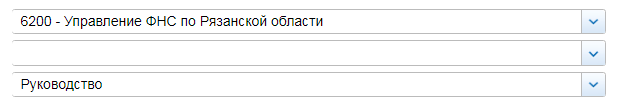 6200 - Управление ФНС по Рязанской области
Руководство